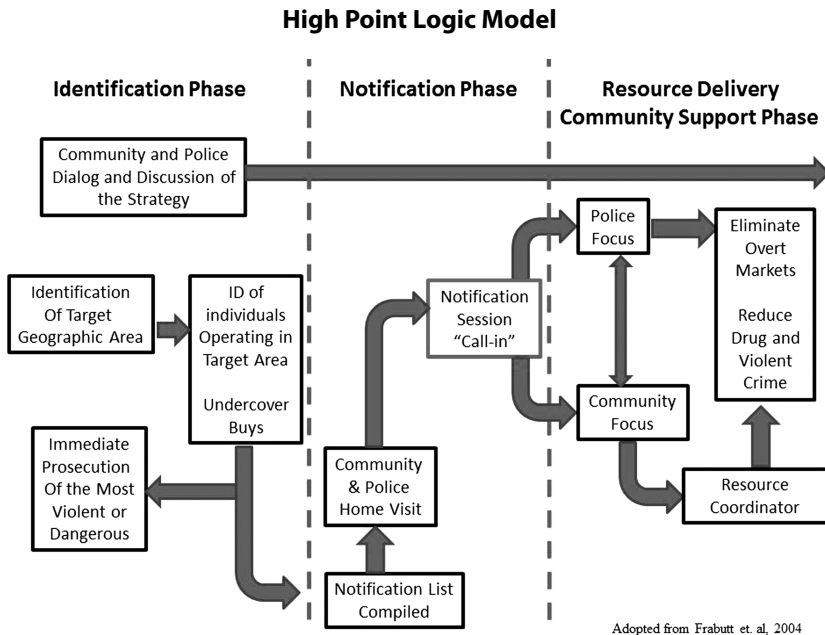 High Point Logic Model
Identification Phase
Notification Phase
Resource Delivery
Community Support Phase
Community and Police
Dialog and Discussion of
the Strategy
Identification
Of Target
Geographic Area
ID of
individuals
Operating in
Target Area
Undercover
Buys
Immediate
Prosecution
Of the Most
Violent or
Dangerous
Community
& Police
Home Visit
Notification List
Compiled
Notification
Session
“Call-in”
Police
Focus
Community
Focus
Eliminate
Overt
Markets
Reduce
Drug and
Violent
Crime
Resource
Coordinator
Adopted from Frabutt et. al, 2004